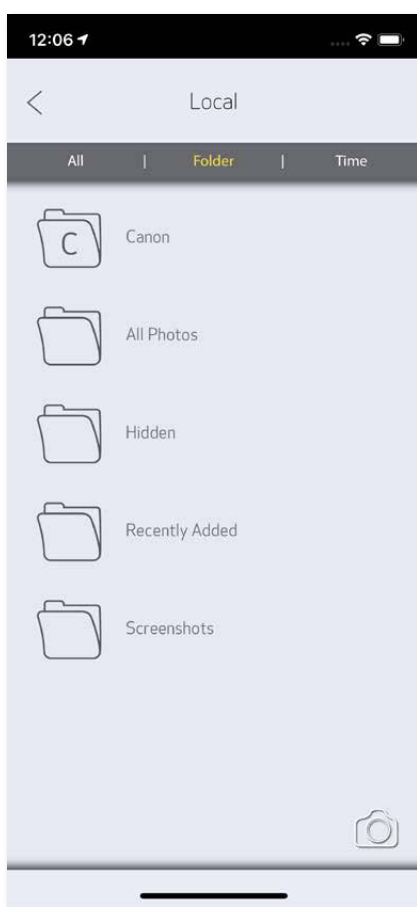 12:06
Local
All | Folder | Time
C Canon
All Photos
Hidden
Recently Added
Screenshots